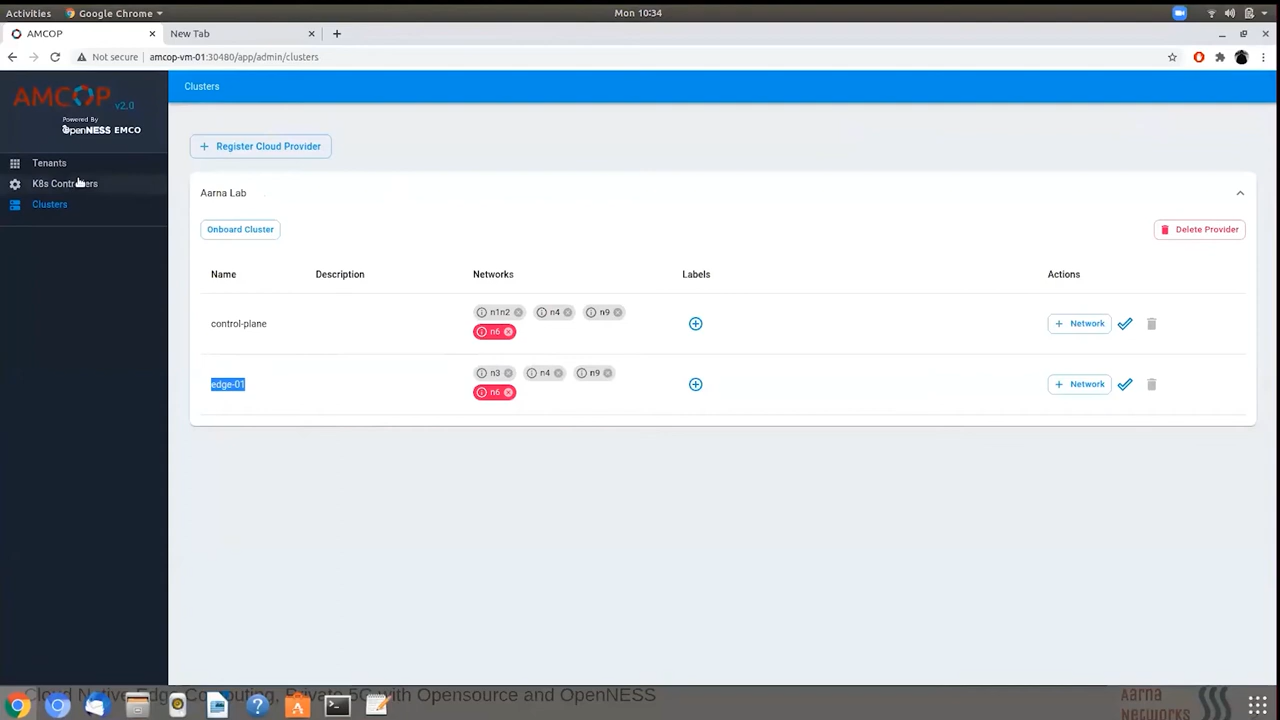 Activities
Google Chrome
Mon 10:34
AMCOP
New Tab
Not secure
amcop-vm-01:30480/app/admin/clusters
AMCOP v2.0
Powered By
OpenNESS EMCO
Tenants
K8s Controllers
Clusters
Clusters
+ Register Cloud Provider
Aarna Lab
Onboard Cluster
Delete Provider
Name Description Networks Labels Actions
control-plane
n1n2 n4 n9
n6
+ Network
edge-01
n3 n4 n9
n6
+ Network
Cloud Native Edge Computing, Private 5G with Opensource and OpenNESS
Aarna
Networks